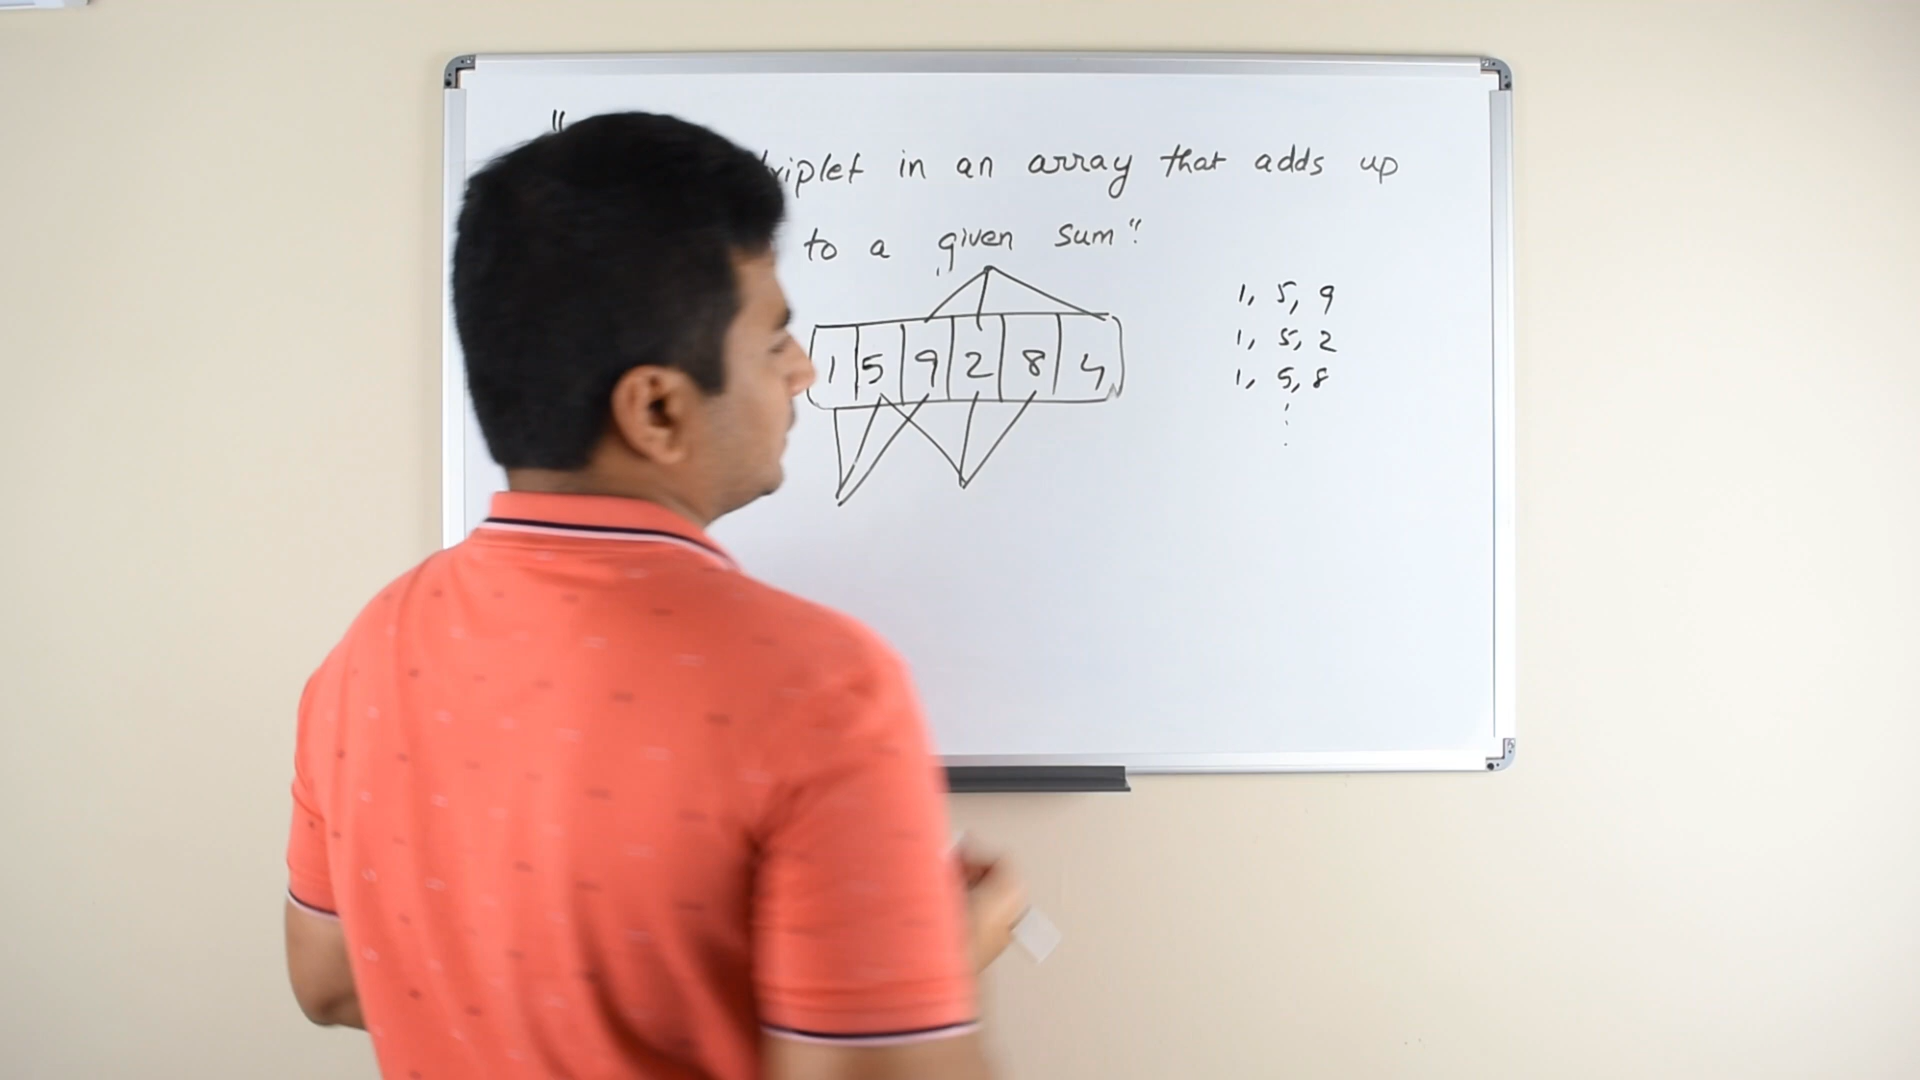 "
triplet in an array that adds up
to a given sum"
1 5 9 2 8 4
1, 5, 9
1, 5, 2
1, 5, 8